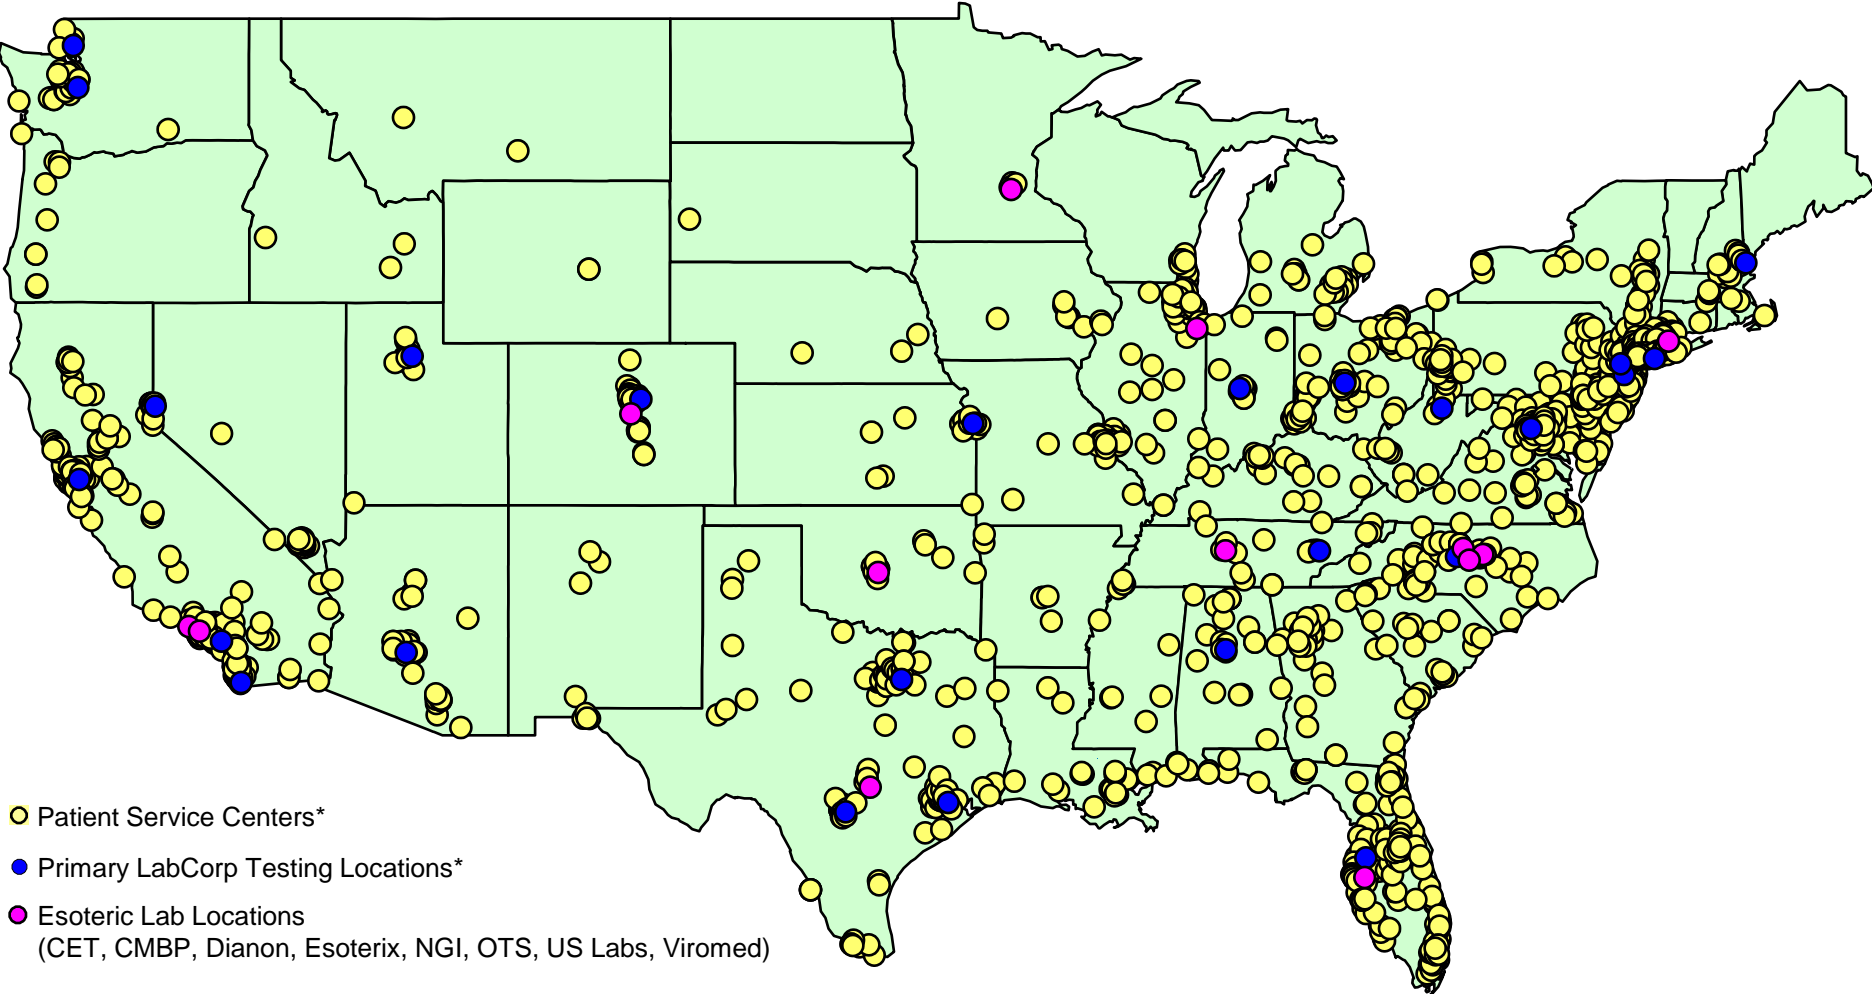 Patient Service Centers*
Primary LabCorp Testing Locations*
Esoteric Lab Locations
(CET, CMBP, Dianon, Esoterix, NGI, OTS, US Labs, Viromed)